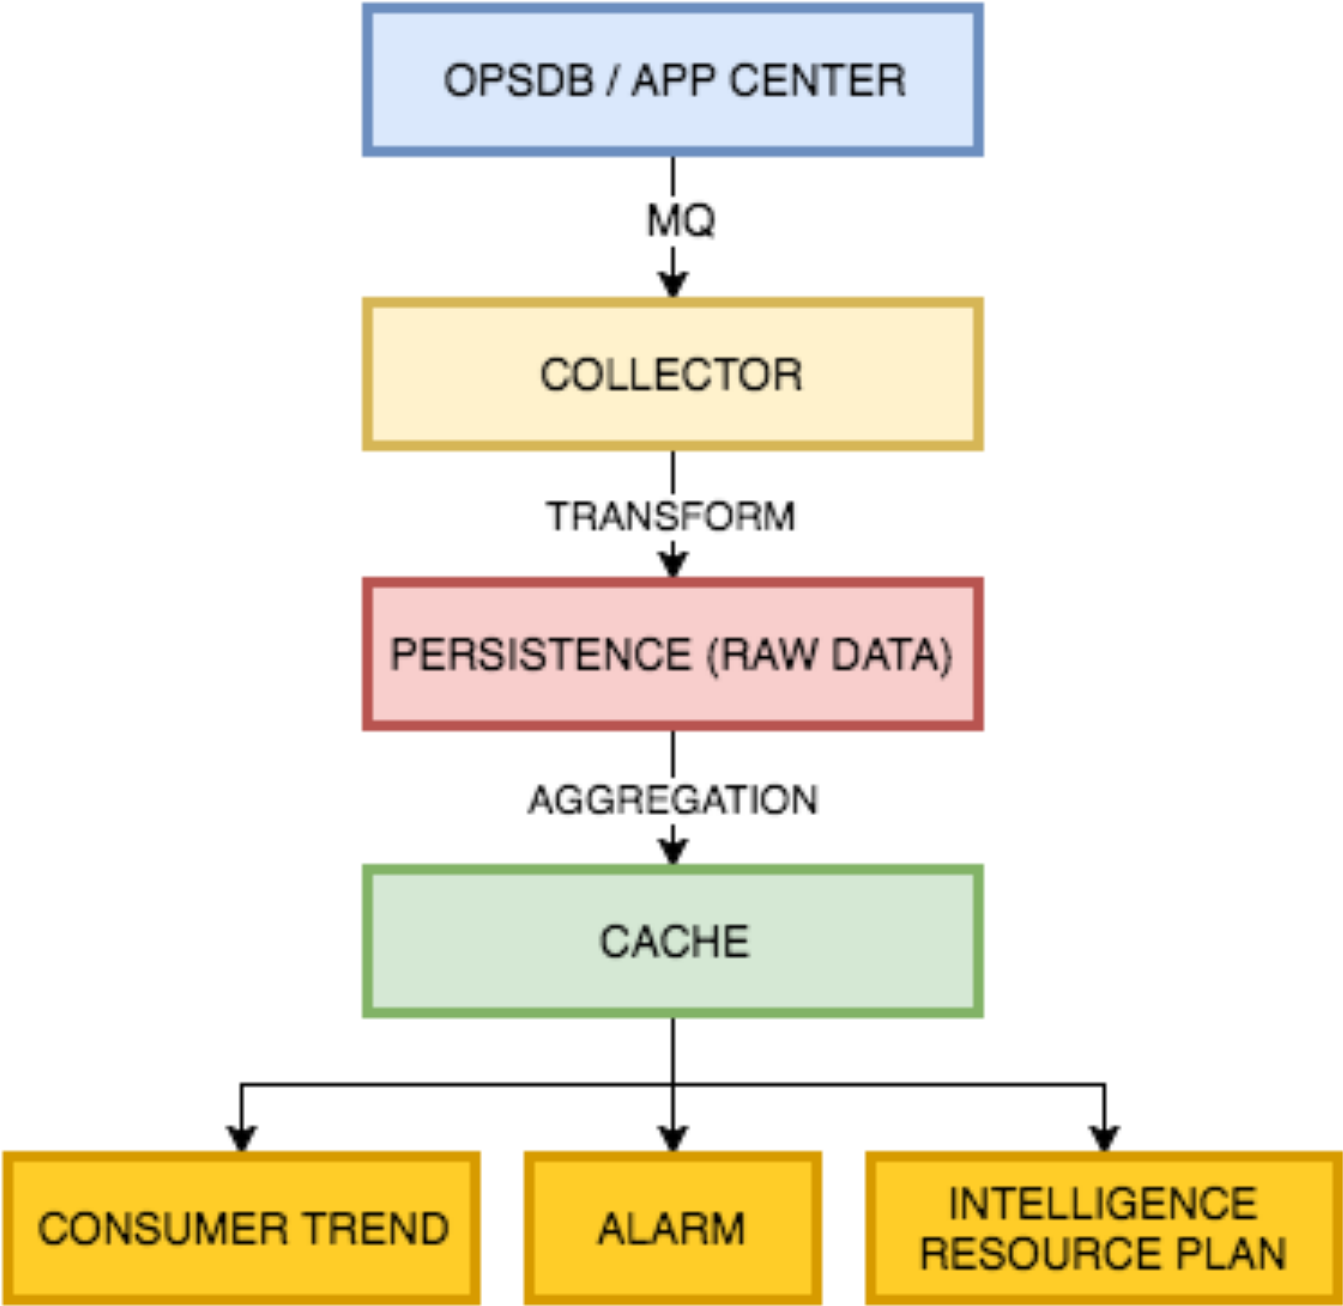 OPSDB / APP CENTER
MQ
COLLECTOR
TRANSFORM
PERSISTENCE (RAW DATA)
AGGREGATION
CACHE
CONSUMER TREND
ALARM
INTELLIGENCE
RESOURCE PLAN